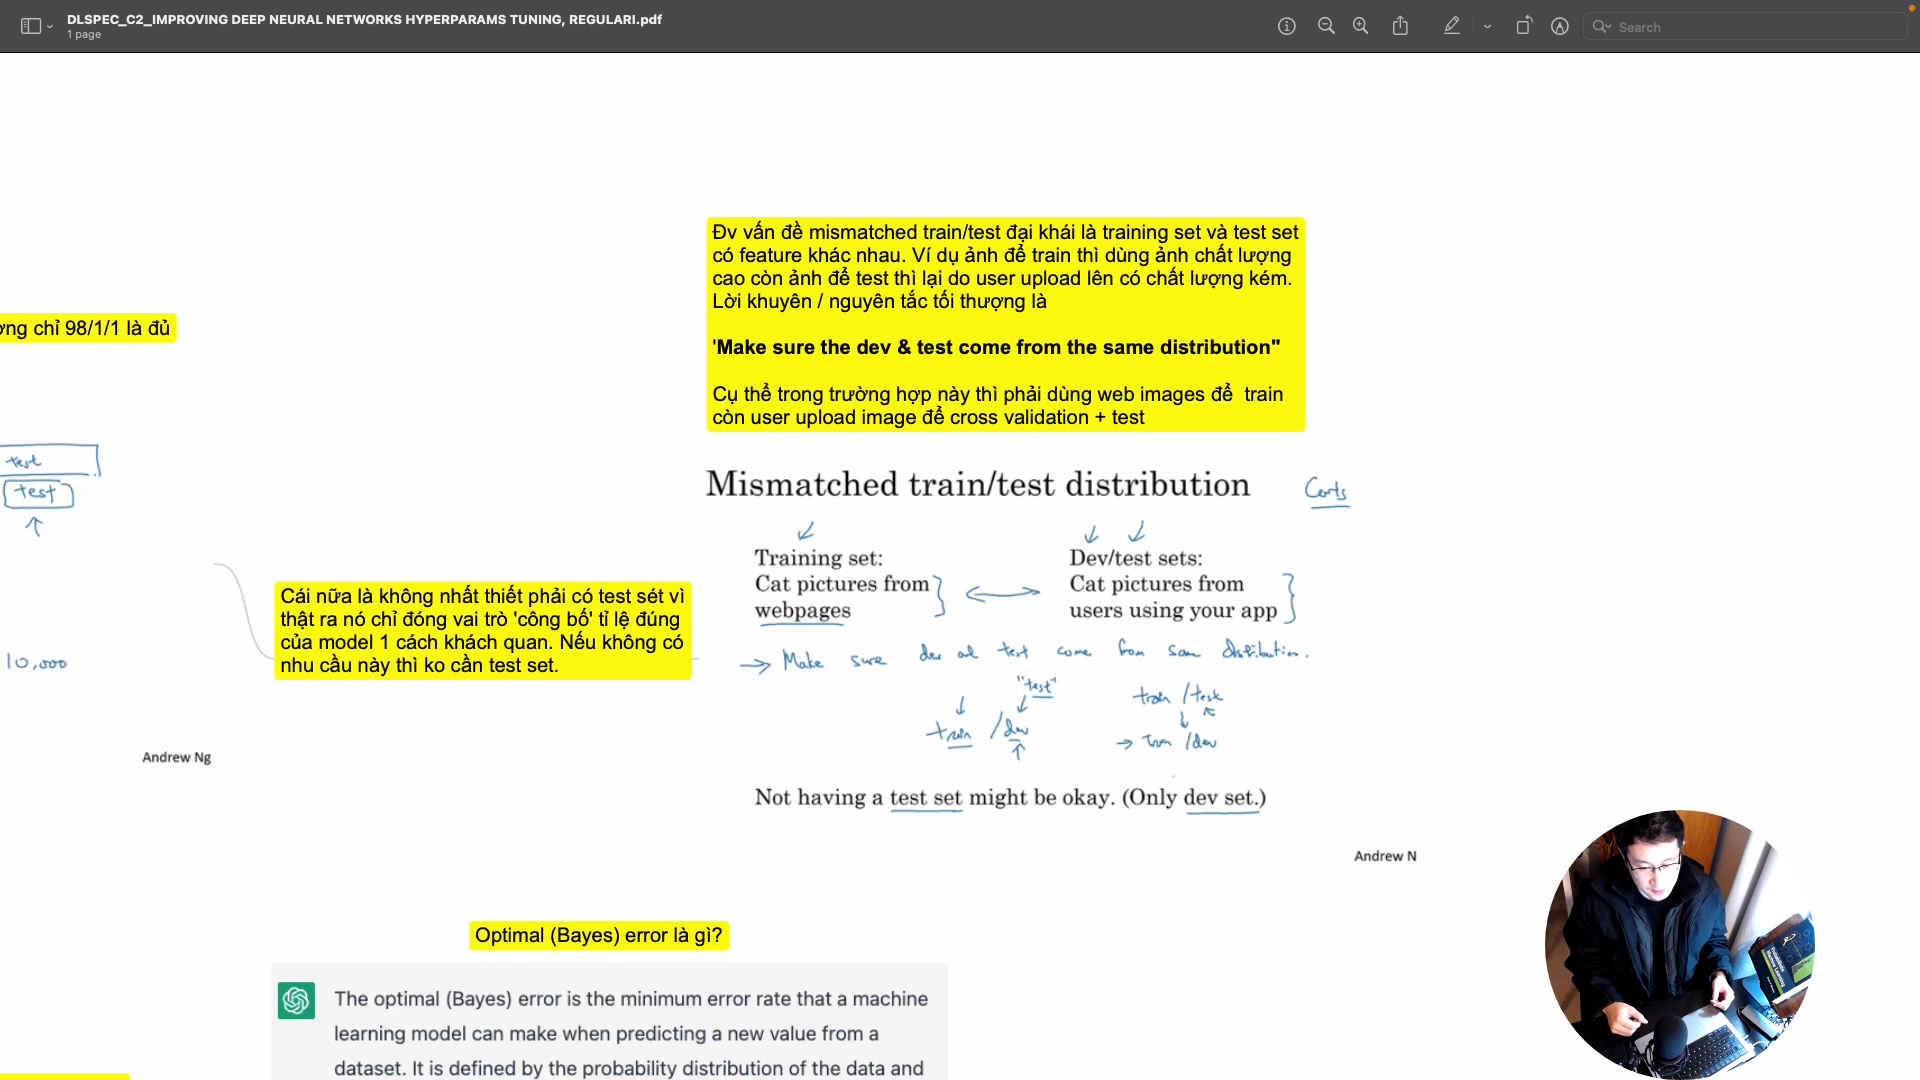 DLSPEC_C2_IMPROVING DEEP NEURAL NETWORKS HYPERPARAMS TUNING, REGULARI.pdf
1 page
Search
Đv vấn đề mismatched train/test đại khái là training set và test set
có feature khác nhau. Ví dụ ảnh để train thì dùng ảnh chất lượng
cao còn ảnh để test thì lại do user upload lên có chất lượng kém.
Lời khuyên / nguyên tắc tối thượng là
'Make sure the dev & test come from the same distribution"
Cụ thể trong trường hợp này thì phải dùng web images để  train
còn user upload image để cross validation + test
ơng chỉ 98/1/1 là đủ
test
test
Mismatched train/test distribution
Training set:
Cat pictures from
webpages
Dev/test sets:
Cat pictures from
users using your app
Cái nữa là không nhất thiết phải có test sét vì
thật ra nó chỉ đóng vai trò 'công bố' tỉ lệ đúng
của model 1 cách khách quan. Nếu không có
nhu cầu này thì ko cần test set.
10,000
→ Make sure dev and test come from same distribution.
"test"
train / dev
train / test
→ train / dev
Andrew Ng
Not having a test set might be okay. (Only dev set.)
Andrew N
Optimal (Bayes) error là gì?
The optimal (Bayes) error is the minimum error rate that a machine
learning model can make when predicting a new value from a
dataset. It is defined by the probability distribution of the data and